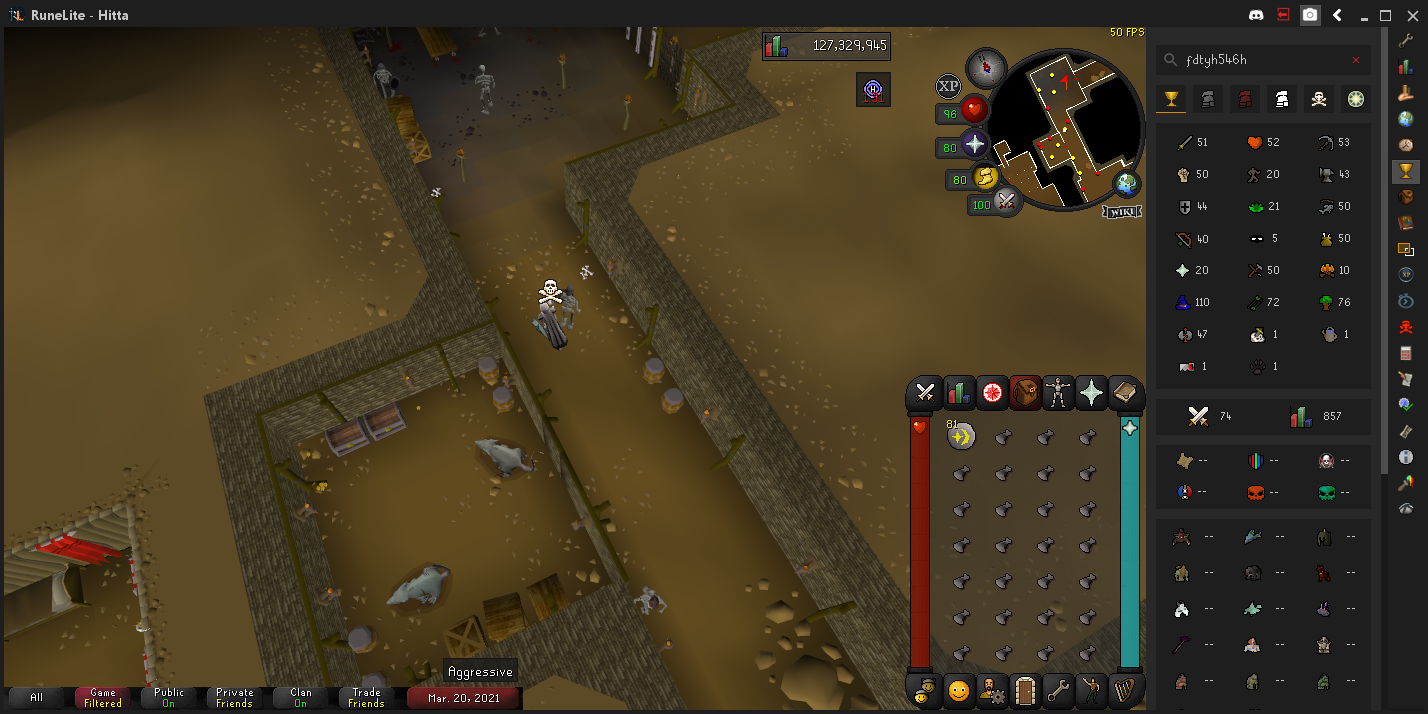 RuneLite - Hitta
50 FPS
127,329,945
XP
96
80
80
100
WIKI
fdtyh546h
51 52 53
50 20 43
44 21 50
40 5 50
20 50 10
110 72 76
47 1 1
1 1
74 857
-- -- --
-- -- --
-- -- --
-- -- --
-- -- --
-- -- --
-- -- --
81
Aggressive
All
Game
Filtered
Public
On
Private
Friends
Clan
On
Trade
Friends
Mar. 20, 2021